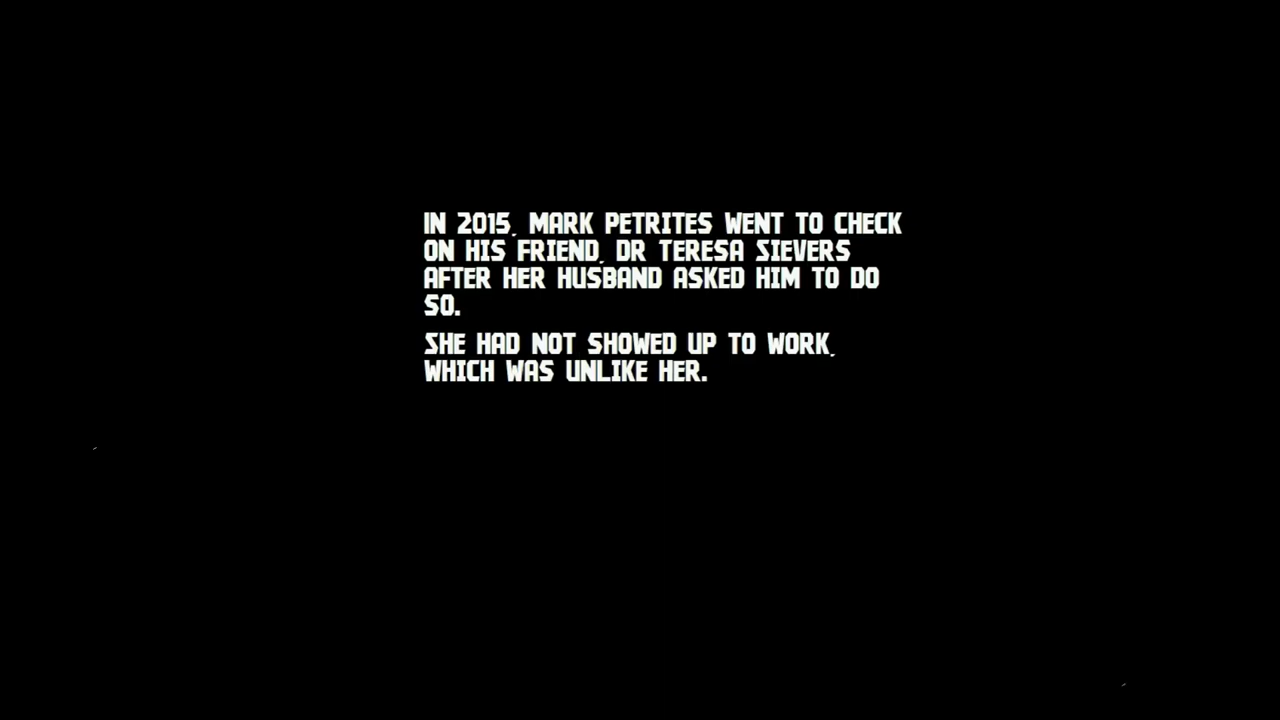 IN 2015, MARK PETRITES WENT TO CHECK
ON HIS FRIEND, DR TERESA SIEVERS
AFTER HER HUSBAND ASKED HIM TO DO
SO.
SHE HAD NOT SHOWED UP TO WORK,
WHICH WAS UNLIKE HER.